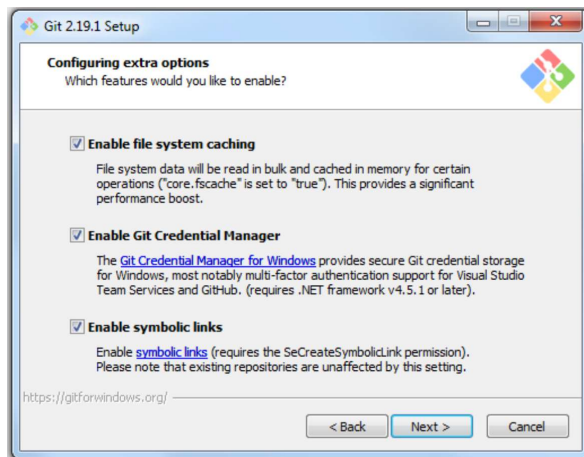 Git 2.19.1 Setup
Configuring extra options
Which features would you like to enable?
Enable file system caching
File system data will be read in bulk and cached in memory for certain
operations ("core.fscache" is set to "true"). This provides a significant
performance boost.
Enable Git Credential Manager
The Git Credential Manager for Windows provides secure Git credential storage
for Windows, most notably multi-factor authentication support for Visual Studio
Team Services and GitHub. (requires .NET framework v4.5.1 or later).
Enable symbolic links
Enable symbolic links (requires the SeCreateSymbolicLink permission).
Please note that existing repositories are unaffected by this setting.
https://gitforwindows.org/
< Back Next > Cancel